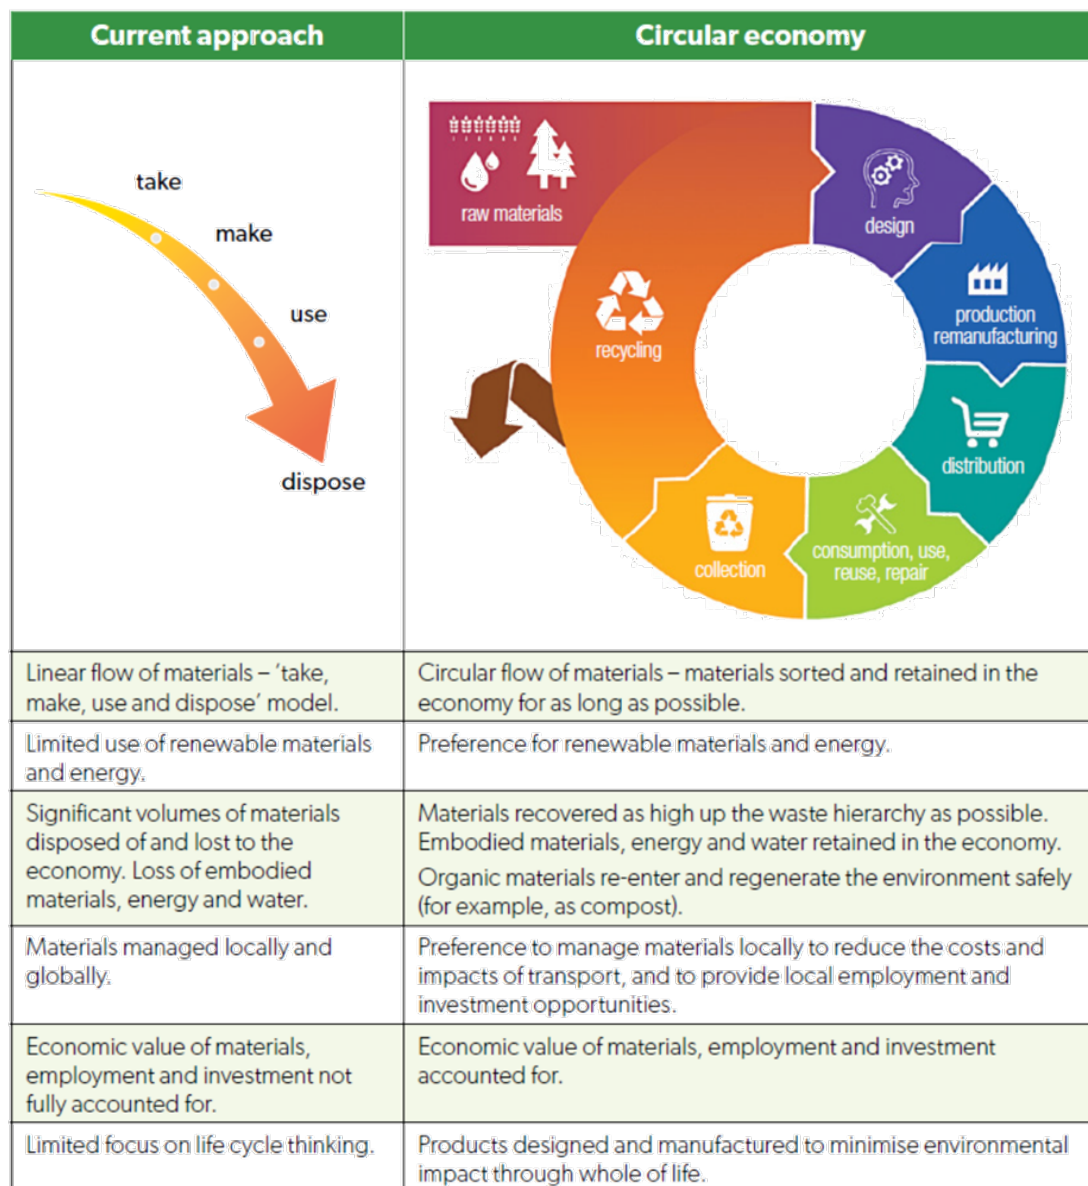 Current approach
Circular economy
take
make
use
dispose
raw materials
design
production
remanufacturing
distribution
consumption, use,
reuse, repair
collection
recycling
Linear flow of materials – ‘take,
make, use and dispose’ model.
Circular flow of materials – materials sorted and retained in the
economy for as long as possible.
Limited use of renewable materials
and energy.
Preference for renewable materials and energy.
Significant volumes of materials
disposed of and lost to the
economy. Loss of embodied
materials, energy and water.
Materials recovered as high up the waste hierarchy as possible.
Embodied materials, energy and water retained in the economy.
Organic materials re-enter and regenerate the environment safely
(for example, as compost).
Materials managed locally and
globally.
Preference to manage materials locally to reduce the costs and
impacts of transport, and to provide local employment and
investment opportunities.
Economic value of materials,
employment and investment not
fully accounted for.
Economic value of materials, employment and investment
accounted for.
Limited focus on life cycle thinking.
Products designed and manufactured to minimise environmental
impact through whole of life.